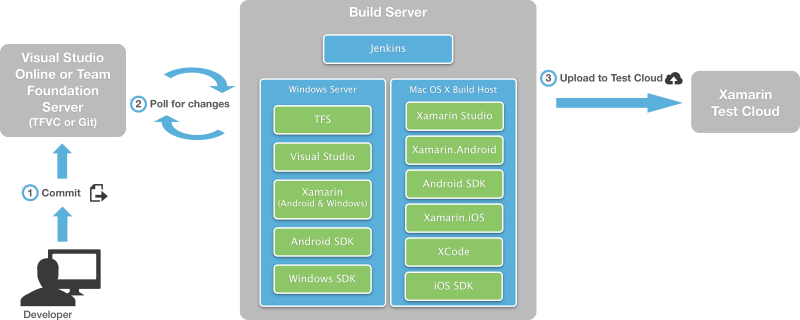 Build Server
Jenkins
Visual Studio
Online or Team
Foundation
Server
(TFVC or Git)
2 Poll for changes
1 Commit
Developer
Windows Server
TFS
Visual Studio
Xamarin
(Android & Windows)
Android SDK
Windows SDK
Mac OS X Build Host
Xamarin Studio
Xamarin.Android
Android SDK
Xamarin.iOS
XCode
iOS SDK
3 Upload to Test Cloud
Xamarin
Test Cloud